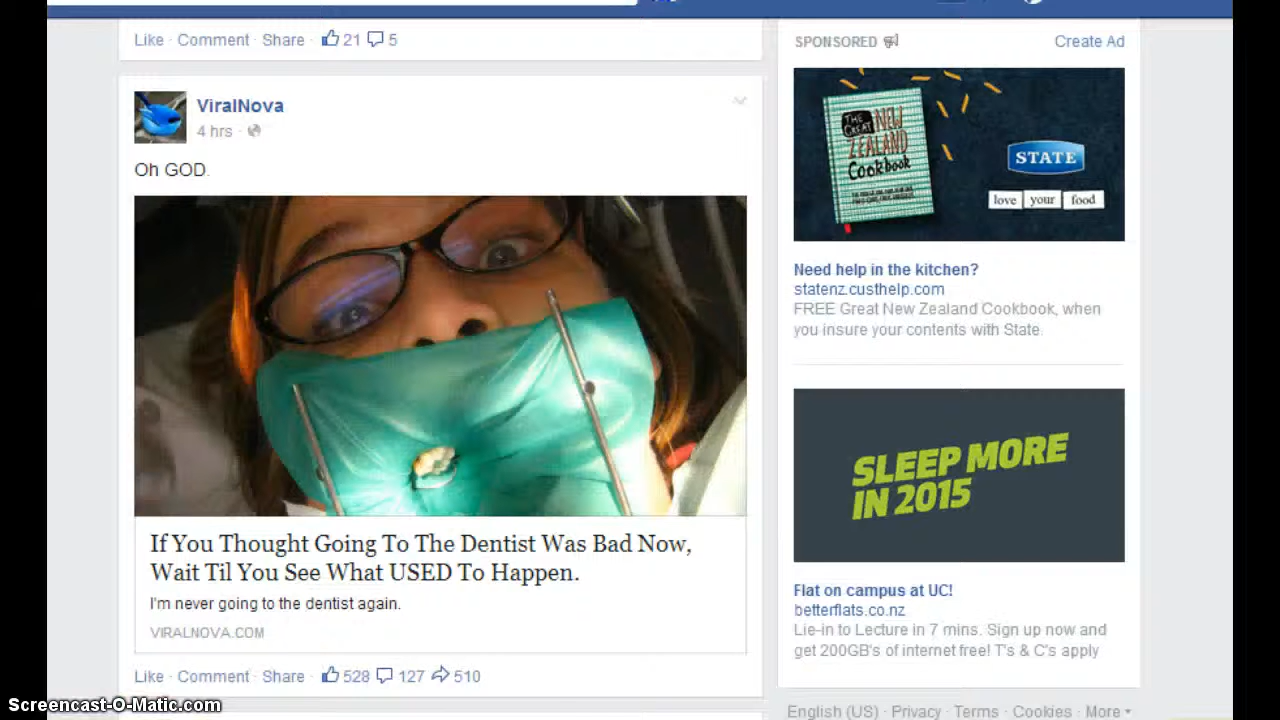 Like · Comment · Share · 21 5
ViralNova
4 hrs ·
Oh GOD.
If You Thought Going To The Dentist Was Bad Now,
Wait Til You See What USED To Happen.
I'm never going to the dentist again.
VIRALNOVA.COM
Like · Comment · Share · 528 127 510
SPONSORED
Create Ad
THE
GREAT NEW
ZEALAND
Cookbook
STATE
love your food
Need help in the kitchen?
statenz.custhelp.com
FREE Great New Zealand Cookbook, when
you insure your contents with State.
SLEEP MORE
IN 2015
Flat on campus at UC!
betterflats.co.nz
Lie-in to Lecture in 7 mins. Sign up now and
get 200GB's of internet free! T's & C's apply
English (US) · Privacy · Terms · Cookies · More
Screencast-O-Matic.com